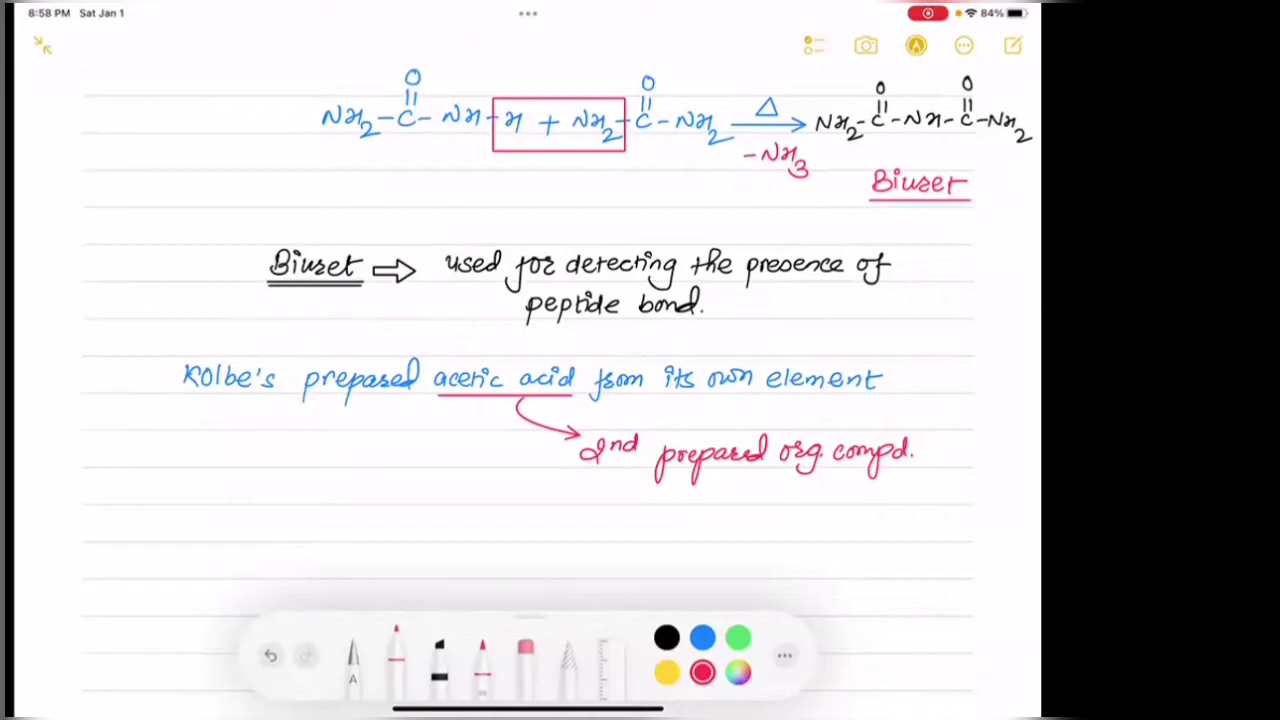 8:58 PM Sat Jan 1 84%
NH2-C(=O)-NH-H + NH2-C(=O)-NH2 →(Δ, -NH3) NH2-C(=O)-NH-C(=O)-NH2
Biuret
Biuret ⇒ used for detecting the presence of
peptide bond.
Kolbe's prepared acetic acid from its own element
2nd prepared org. compd.
A